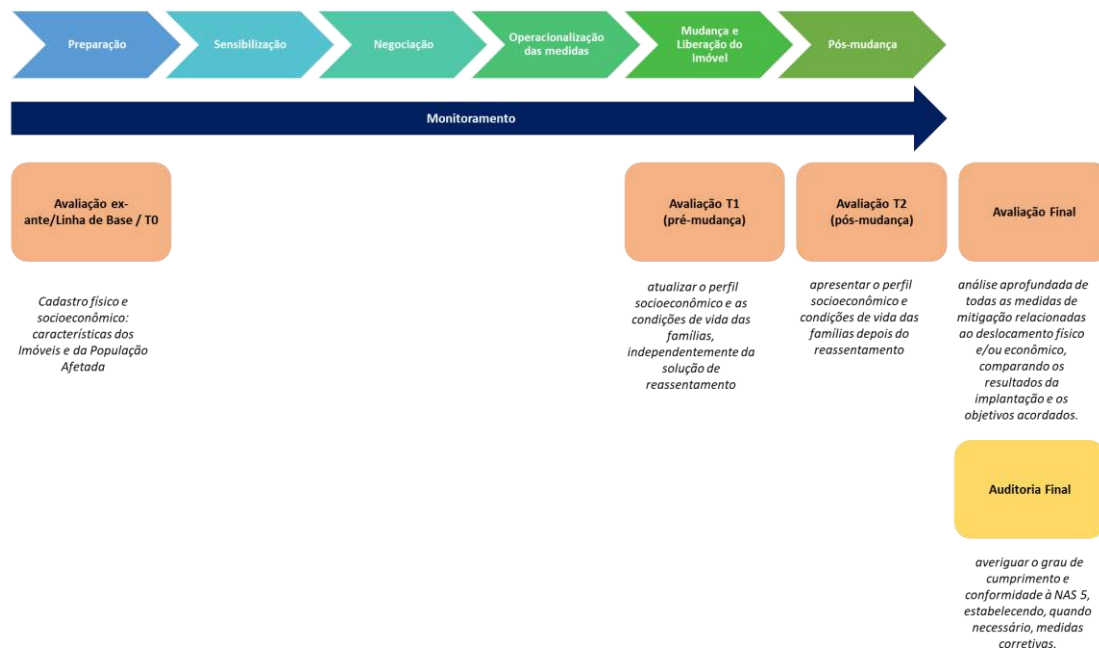 Preparação
Sensibilização
Negociação
Operacionalização
das medidas
Mudança e
Liberação do
imóvel
Pós-mudança
Monitoramento
Avaliação ex-
ante/Linha de Base / T0
Avaliação T1
(pré-mudança)
Avaliação T2
(pós-mudança)
Avaliação Final
Cadastro físico e
socioeconômico:
características dos
Imóveis e da População
Afetada
atualizar o perfil
socioeconômico e as
condições de vida das
famílias,
independentemente da
solução de
reassentamento
apresentar o perfil
socioeconômico e
condições de vida das
famílias depois do
reassentamento
análise aprofundada de
todas as medidas de
mitigação relacionadas
ao deslocamento físico
e/ou econômico,
comparando os
resultados da
implantação e os
objetivos acordados.
Auditoria Final
averiguar o grau de
cumprimento e
conformidade à NAS 5,
estabelecendo, quando
necessário, medidas
corretivas.